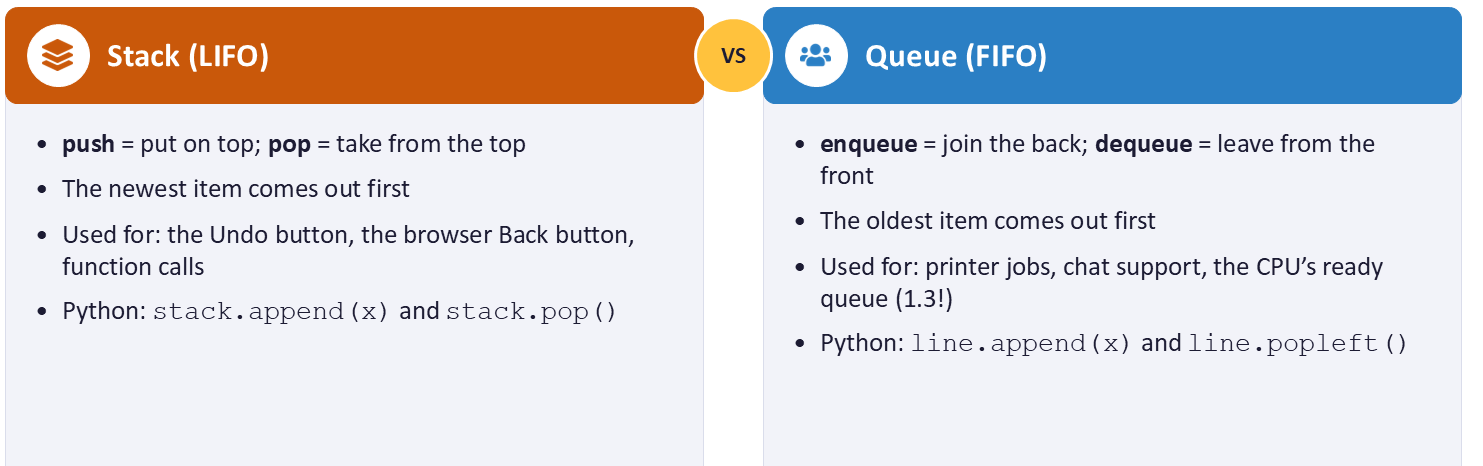 Stack (LIFO)
• push = put on top; pop = take from the top
• The newest item comes out first
• Used for: the Undo button, the browser Back button,
function calls
• Python: stack.append(x) and stack.pop()
VS
Queue (FIFO)
• enqueue = join the back; dequeue = leave from the
front
• The oldest item comes out first
• Used for: printer jobs, chat support, the CPU’s ready
queue (1.3!)
• Python: line.append(x) and line.popleft()